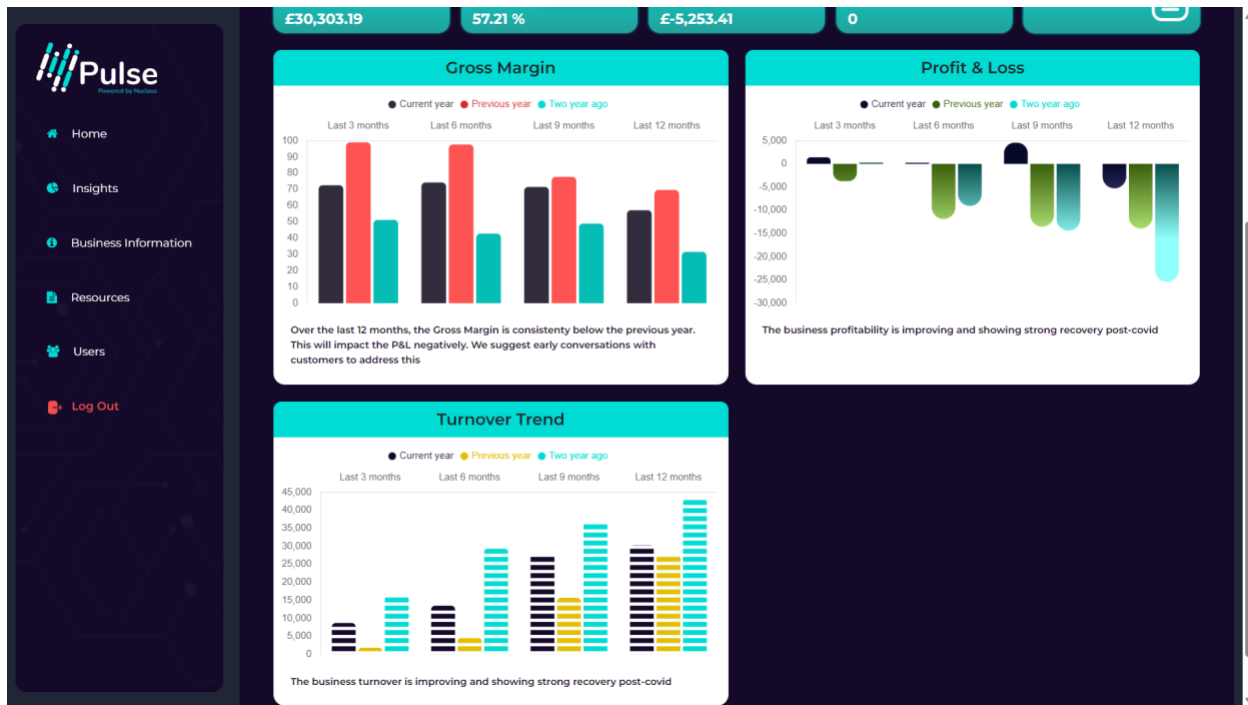 £30,303.19
57.21 %
£-5,253.41
0
Pulse
Powered by Nucleus
Home
Insights
Business Information
Resources
Users
Log Out
Gross Margin
Current year Previous year Two year ago
Last 3 months Last 6 months Last 9 months Last 12 months
100
90
80
70
60
50
40
30
20
10
0
Over the last 12 months, the Gross Margin is consistenty below the previous year.
This will impact the P&L negatively. We suggest early conversations with
customers to address this
Profit & Loss
Current year Previous year Two year ago
Last 3 months Last 6 months Last 9 months Last 12 months
5,000
0
-5,000
-10,000
-15,000
-20,000
-25,000
-30,000
The business profitability is improving and showing strong recovery post-covid
Turnover Trend
Current year Previous year Two year ago
Last 3 months Last 6 months Last 9 months Last 12 months
45,000
40,000
35,000
30,000
25,000
20,000
15,000
10,000
5,000
0
The business turnover is improving and showing strong recovery post-covid